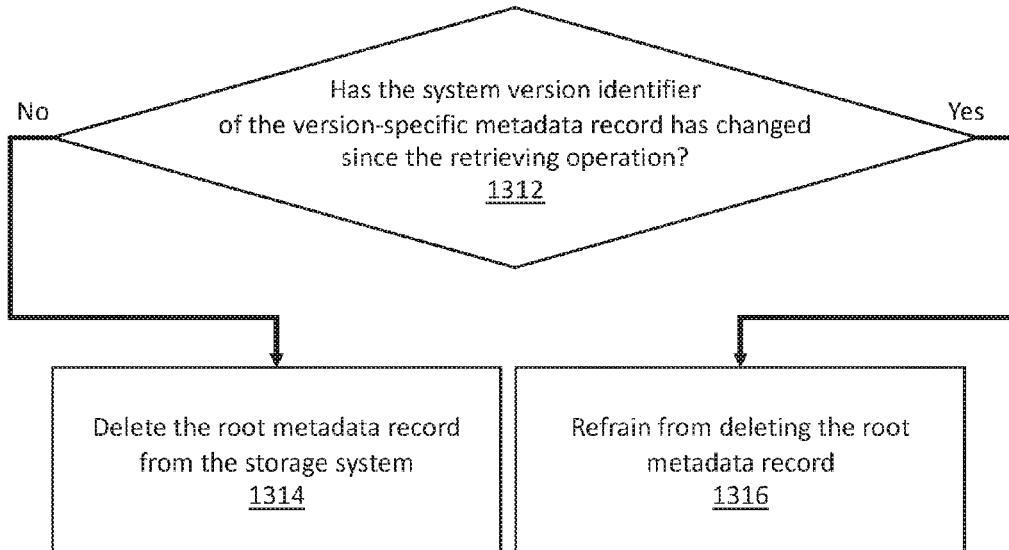 No
Yes
Has the system version identifier
of the version-specific metadata record has changed
since the retrieving operation?
1312
Delete the root metadata record
from the storage system
1314
Refrain from deleting the root
metadata record
1316